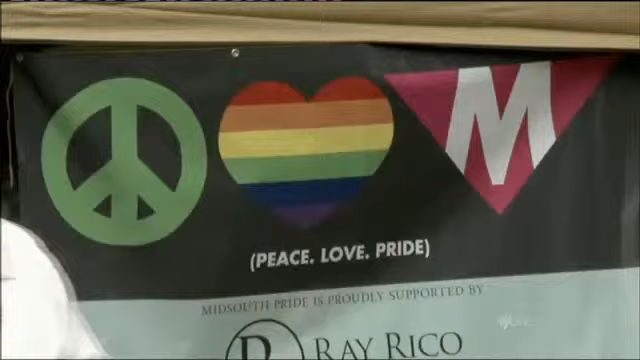 M
(PEACE. LOVE. PRIDE)
MIDSOUTH PRIDE IS PROUDLY SUPPORTED BY
R RAY RICO